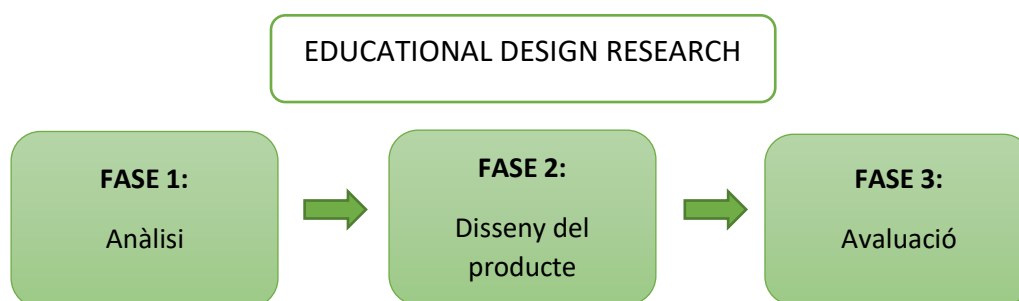 EDUCATIONAL DESIGN RESEARCH
FASE 1:
Anàlisi
FASE 2:
Disseny del
producte
FASE 3:
Avaluació